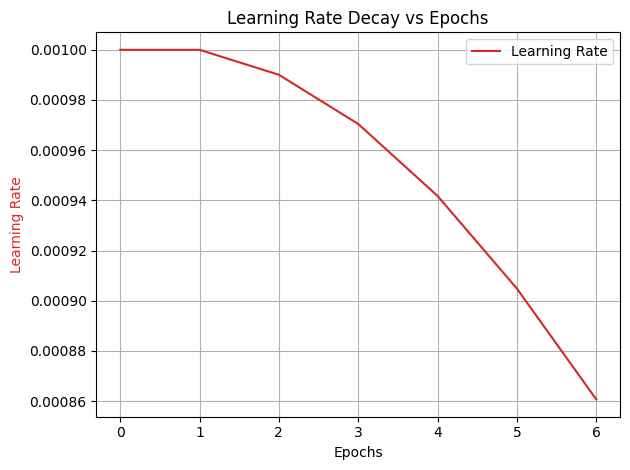 Learning Rate Decay vs Epochs
Learning Rate
0.00100
0.00098
0.00096
0.00094
0.00092
0.00090
0.00088
0.00086
Learning Rate
0 1 2 3 4 5 6
Epochs